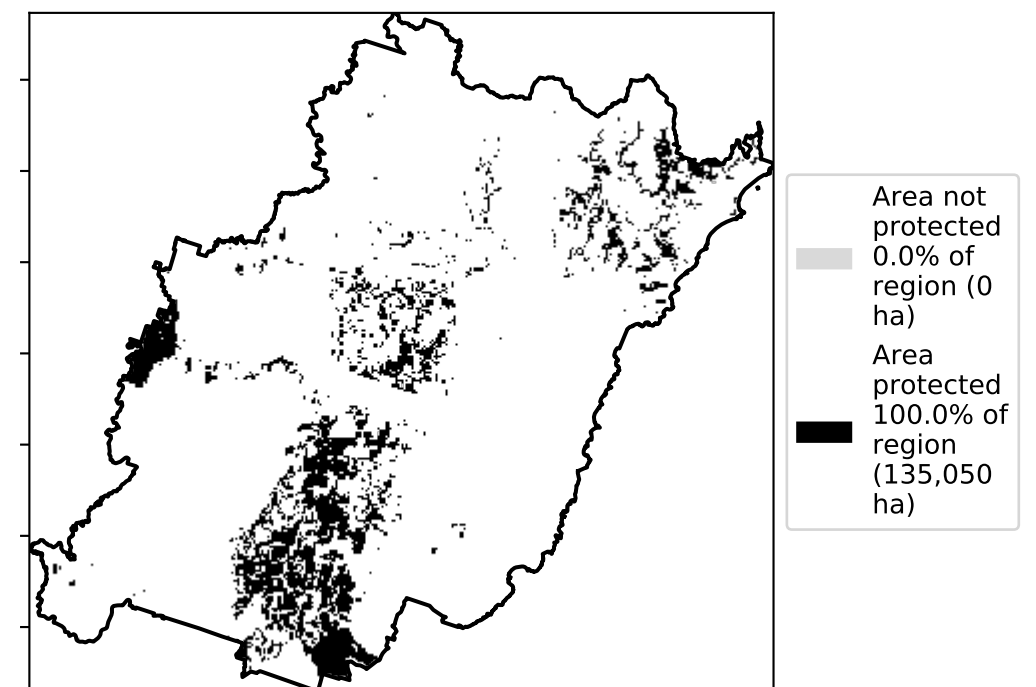 Area not
protected
0.0% of
region (0
ha)
Area
protected
100.0% of
region
(135,050
ha)